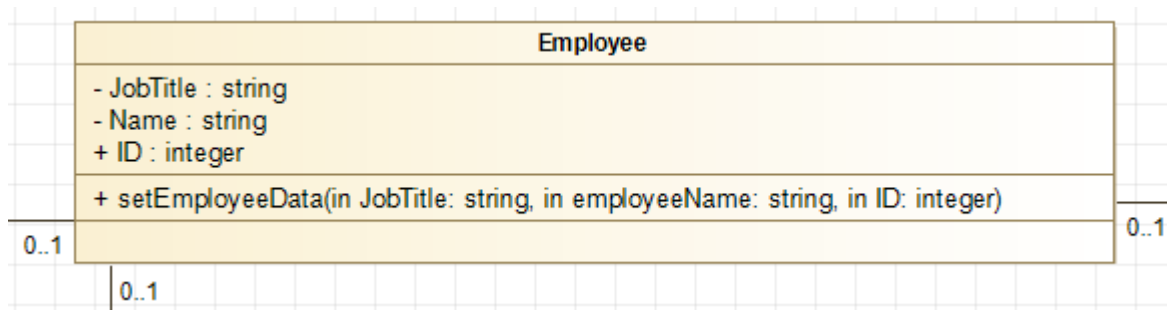 Employee
- JobTitle : string
- Name : string
+ ID : integer
+ setEmployeeData(in JobTitle: string, in employeeName: string, in ID: integer)
0..1
0..1
0..1